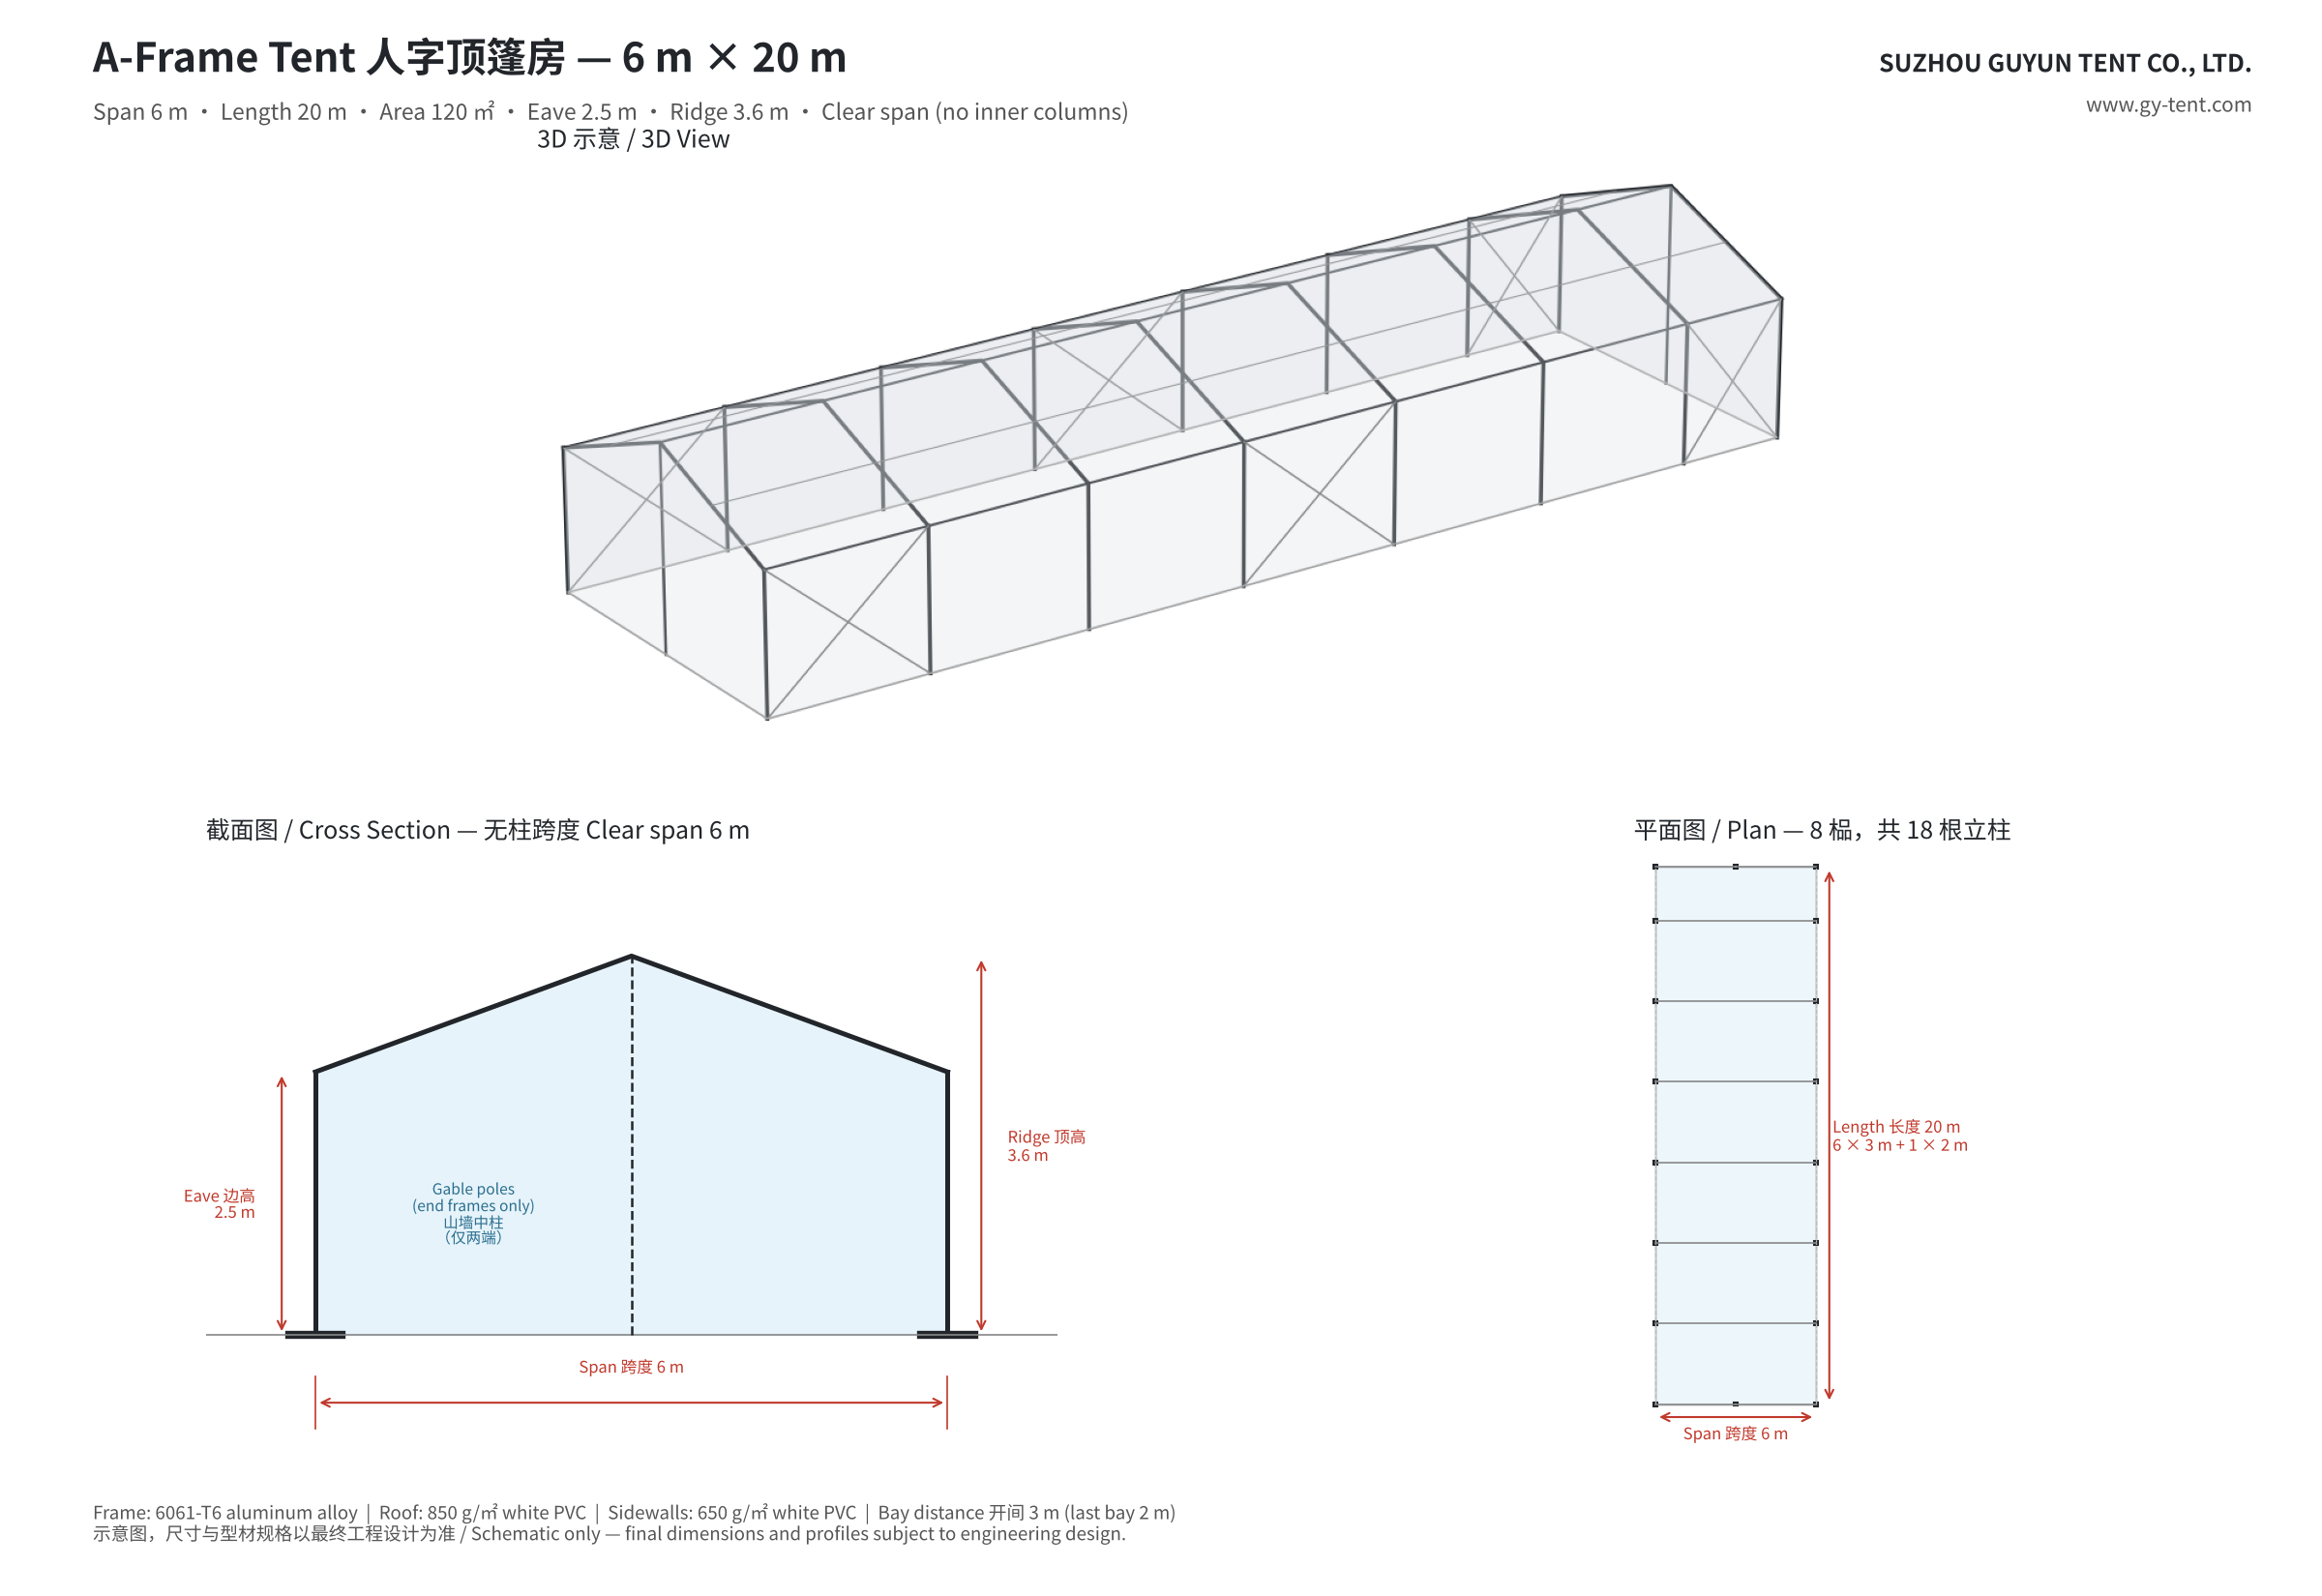 A-Frame Tent 人字顶篷房 — 6 m × 20 m
SUZHOU GUYUN TENT CO., LTD.
Span 6 m • Length 20 m • Area 120 ㎡ • Eave 2.5 m • Ridge 3.6 m • Clear span (no inner columns)
www.gy-tent.com
3D 示意 / 3D View
截面图 / Cross Section — 无柱跨度 Clear span 6 m
Eave 边高
2.5 m
Gable poles
(end frames only)
山墙中柱
（仅两端）
Ridge 顶高
3.6 m
Span 跨度 6 m
平面图 / Plan — 8 榀，共 18 根立柱
Length 长度 20 m
6 × 3 m + 1 × 2 m
Span 跨度 6 m
Frame: 6061-T6 aluminum alloy | Roof: 850 g/㎡ white PVC | Sidewalls: 650 g/㎡ white PVC | Bay distance 开间 3 m (last bay 2 m)
示意图，尺寸与型材规格以最终工程设计为准 / Schematic only — final dimensions and profiles subject to engineering design.